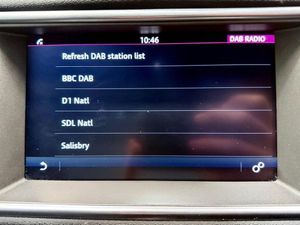 10:46
DAB RADIO
Refresh DAB station list
BBC DAB
D1 Natl
SDL Natl
Salisbry